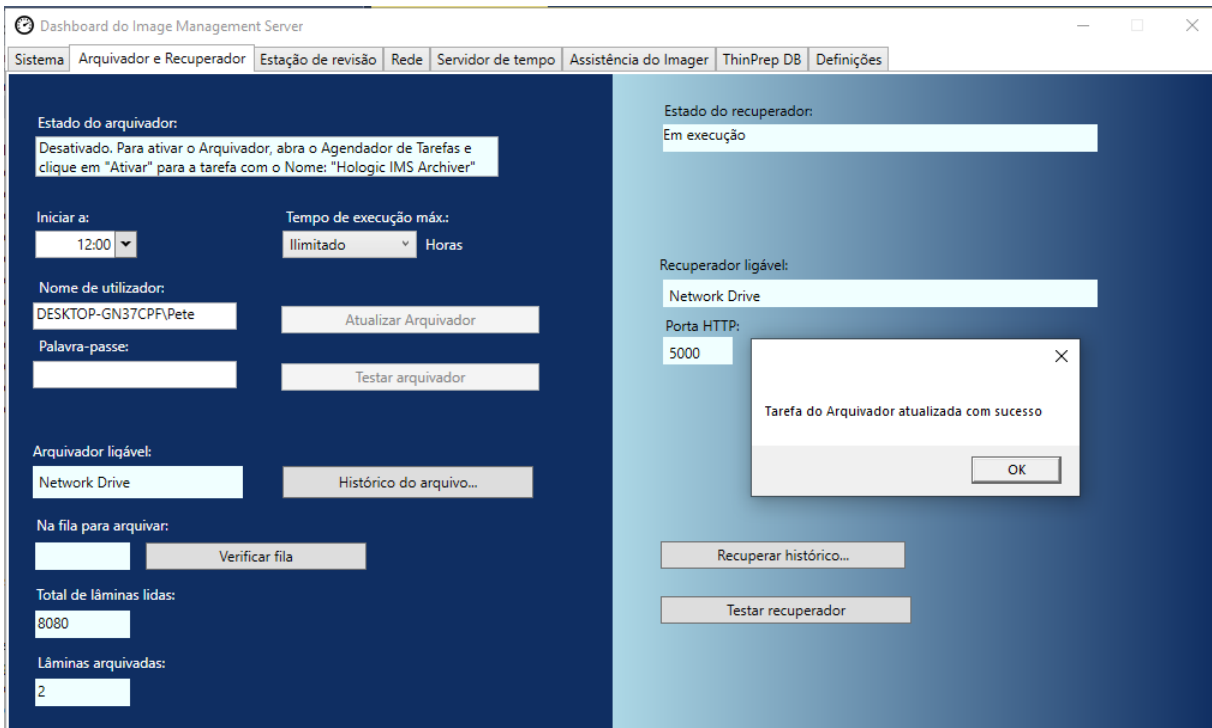 Dashboard do Image Management Server
Sistema
Arquivador e Recuperador
Estação de revisão
Rede
Servidor de tempo
Assistência do Imager
ThinPrep DB
Definições
Estado do arquivador:
Desativado. Para ativar o Arquivador, abra o Agendador de Tarefas e
clique em "Ativar" para a tarefa com o Nome: "Hologic IMS Archiver"
Iniciar a:
12:00
Tempo de execução máx.:
Ilimitado
Horas
Nome de utilizador:
DESKTOP-GN37CPF\Pete
Atualizar Arquivador
Palavra-passe:
Testar arquivador
Arquivador ligável:
Network Drive
Histórico do arquivo...
Na fila para arquivar:
Verificar fila
Total de lâminas lidas:
8080
Lâminas arquivadas:
2
Estado do recuperador:
Em execução
Recuperador ligável:
Network Drive
Porta HTTP:
5000
Tarefa do Arquivador atualizada com sucesso
OK
Recuperar histórico...
Testar recuperador